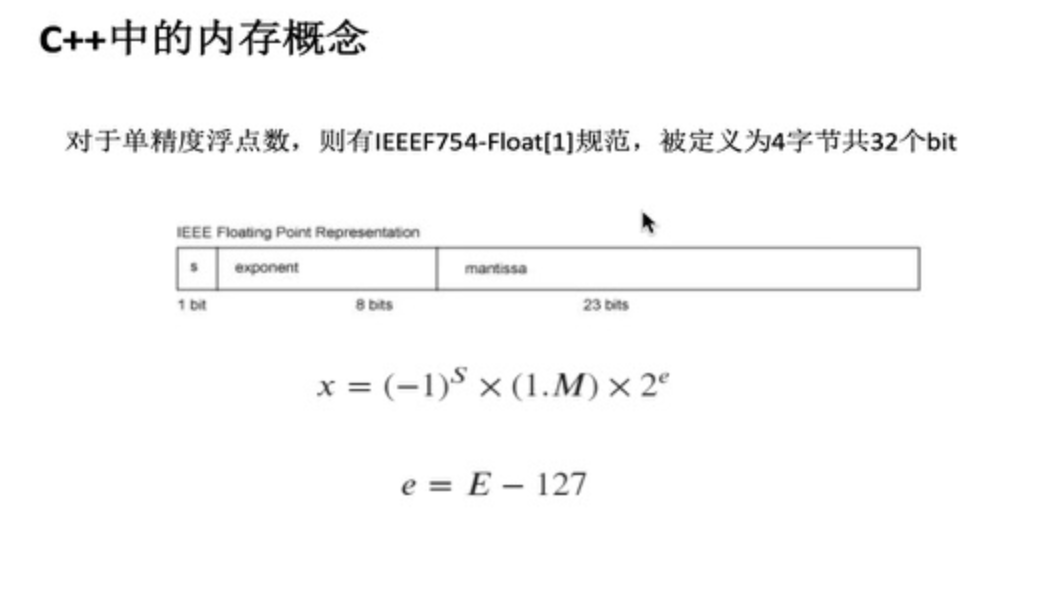 C++中的内存概念
对于单精度浮点数，则有IEEEF754-Float[1]规范，被定义为4字节共32个bit
IEEE Floating Point Representation
s exponent mantissa
1 bit 8 bits 23 bits
x = (−1)^S × (1.M) × 2^e
e = E − 127